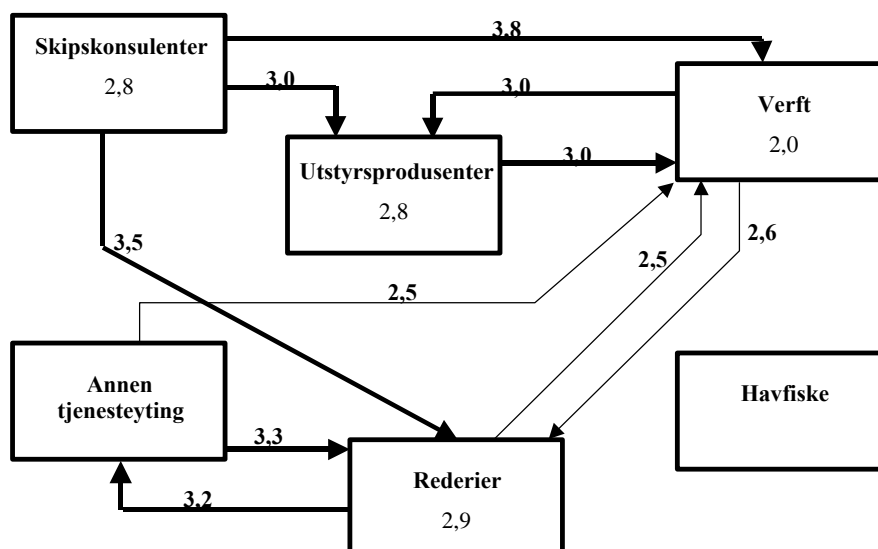 3,8
Skipskonsulenter
2,8
3,0
3,0
Verft
2,0
Utstyrsprodusenter
2,8
3,0
3,5
2,5
2,6
2,5
Annen
tjenesteyting
Havfiske
3,3
3,2
Rederier
2,9